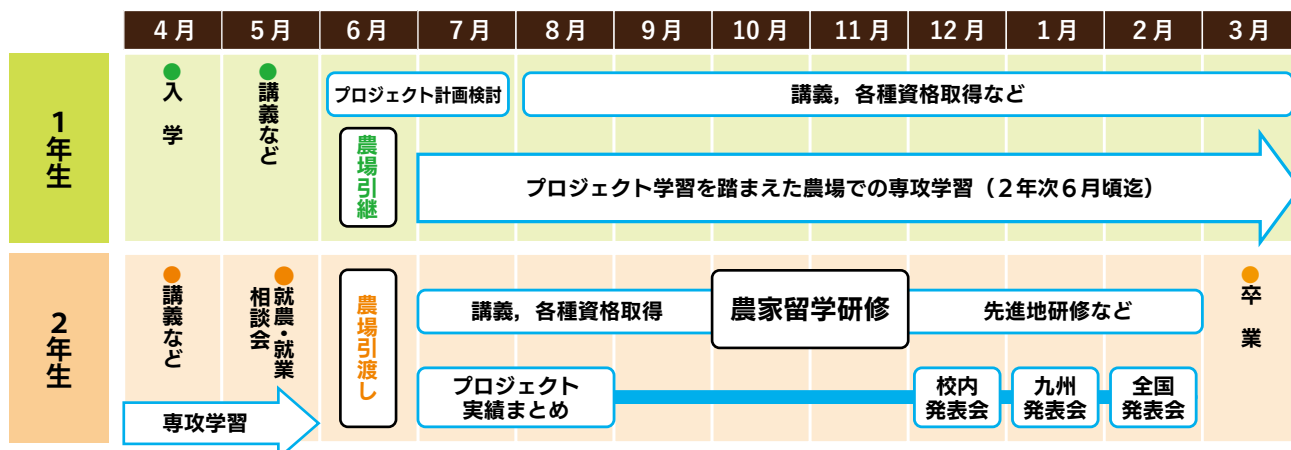 4月 5月 6月 7月 8月 9月 10月 11月 12月 1月 2月 3月
1年生
入学
講義など
プロジェクト計画検討
講義，各種資格取得など
農場引継
プロジェクト学習を踏まえた農場での専攻学習（２年次６月頃迄）
2年生
講義など
就農・就業
相談会
農場引渡し
講義，各種資格取得
農家留学研修
先進地研修など
卒業
専攻学習
プロジェクト
実績まとめ
校内
発表会
九州
発表会
全国
発表会